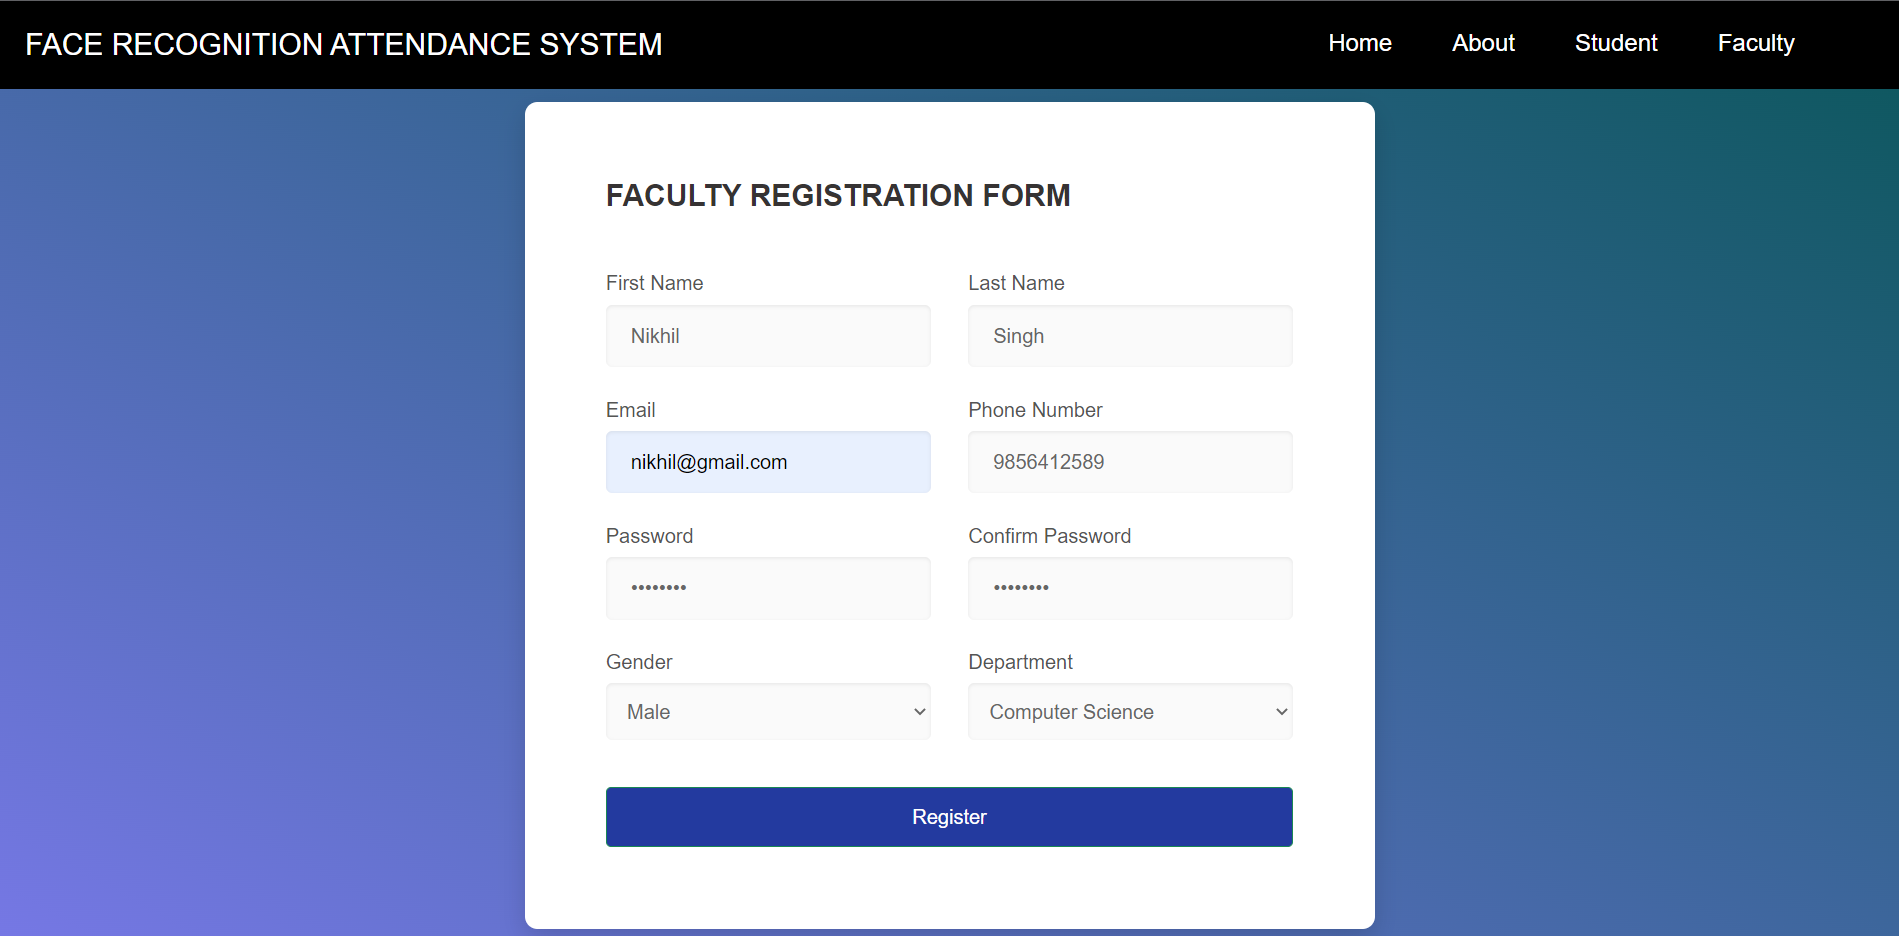 FACE RECOGNITION ATTENDANCE SYSTEM
Home About Student Faculty
FACULTY REGISTRATION FORM
First Name Last Name
Nikhil Singh
Email Phone Number
nikhil@gmail.com 9856412589
Password Confirm Password
•••••••• ••••••••
Gender Department
Male Computer Science
Register